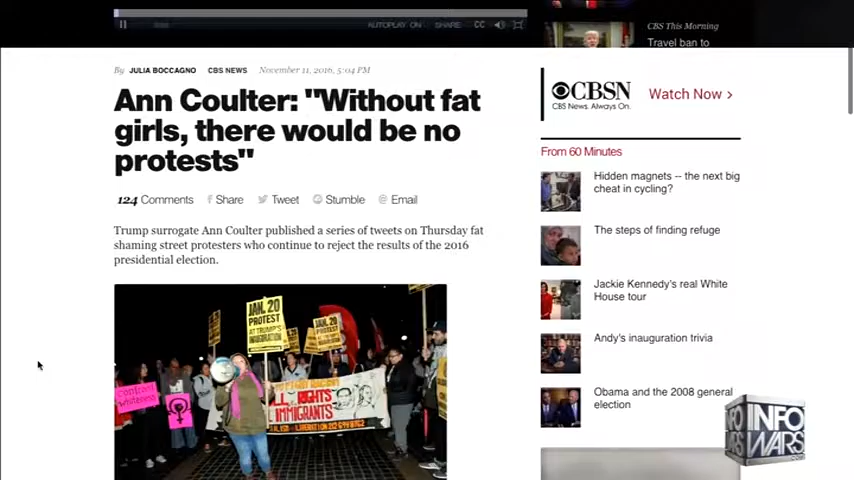 AUTOPLAY ON SHARE CC
CBS This Morning
Travel ban to
By JULIA BOCCAGNO CBS NEWS November 11, 2016, 5:04 PM
Ann Coulter: "Without fat
girls, there would be no
protests"
124 Comments Share Tweet Stumble Email
Trump surrogate Ann Coulter published a series of tweets on Thursday fat
shaming street protesters who continue to reject the results of the 2016
presidential election.
JAN. 20
PROTEST
AT TRUMP'S
INAUGURATION
JAN. 20
PROTEST
ALL RIGHTS
IMMIGRANTS
CBSN
CBS News. Always On.
Watch Now >
From 60 Minutes
Hidden magnets -- the next big
cheat in cycling?
The steps of finding refuge
Jackie Kennedy's real White
House tour
Andy's inauguration trivia
Obama and the 2008 general
election
INFO
WARS